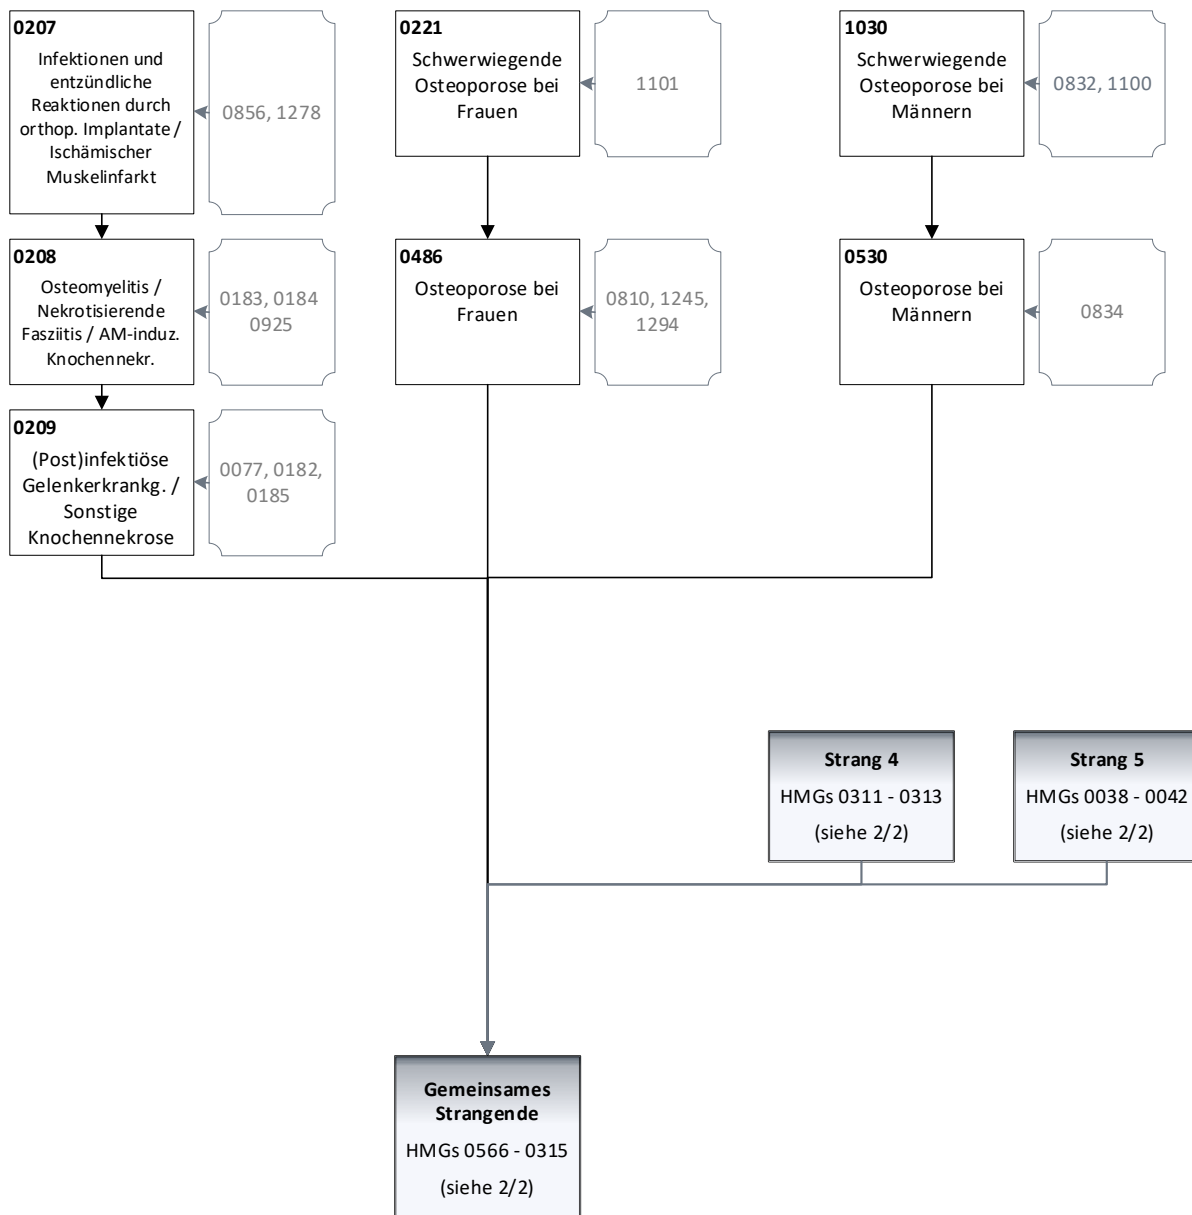 0207
Infektionen und
entzündliche
Reaktionen durch
orthop. Implantate /
Ischämischer
Muskelinfarkt
0856, 1278
0221
Schwerwiegende
Osteoporose bei
Frauen
1101
1030
Schwerwiegende
Osteoporose bei
Männern
0832, 1100
0208
Osteomyelitis /
Nekrotisierende
Fasziitis / AM-induz.
Knochennekr.
0183, 0184
0925
0486
Osteoporose bei
Frauen
0810, 1245,
1294
0530
Osteoporose bei
Männern
0834
0209
(Post)infektiöse
Gelenkerkrankg. /
Sonstige
Knochennekrose
0077, 0182,
0185
Strang 4
HMGs 0311 - 0313
(siehe 2/2)
Strang 5
HMGs 0038 - 0042
(siehe 2/2)
Gemeinsames
Strangende
HMGs 0566 - 0315
(siehe 2/2)